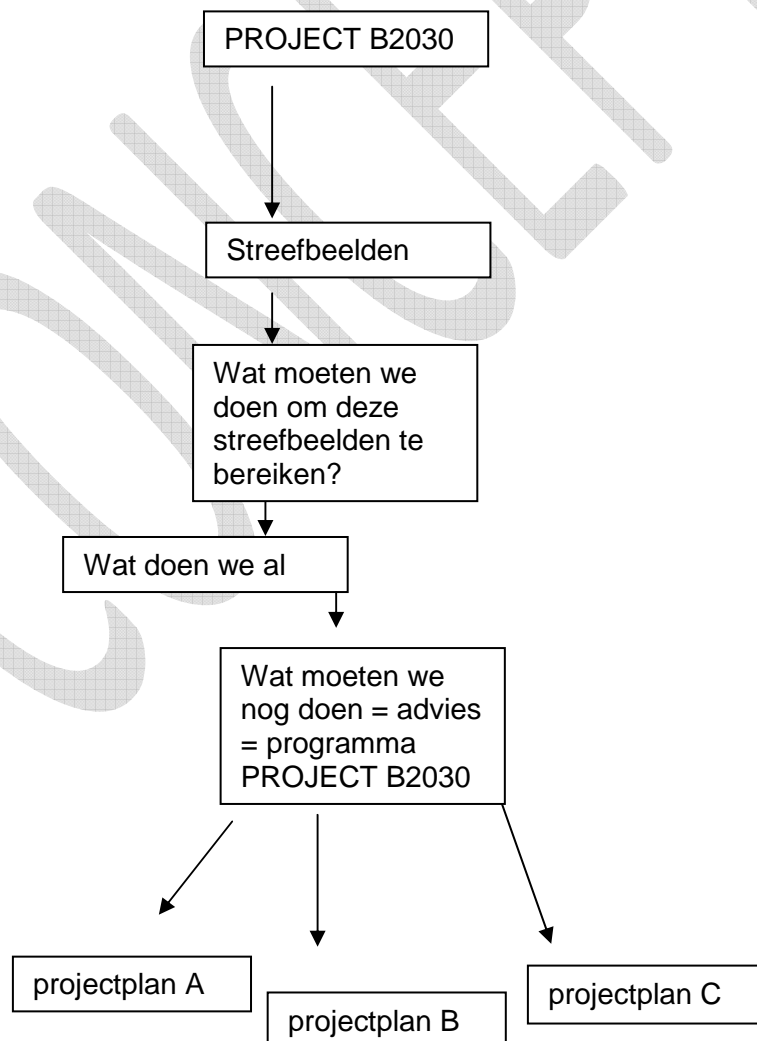 PROJECT B2030
Streefbeelden
Wat moeten we
doen om deze
streefbeelden te
bereiken?
Wat doen we al
Wat moeten we
nog doen = advies
= programma
PROJECT B2030
projectplan A
projectplan B
projectplan C